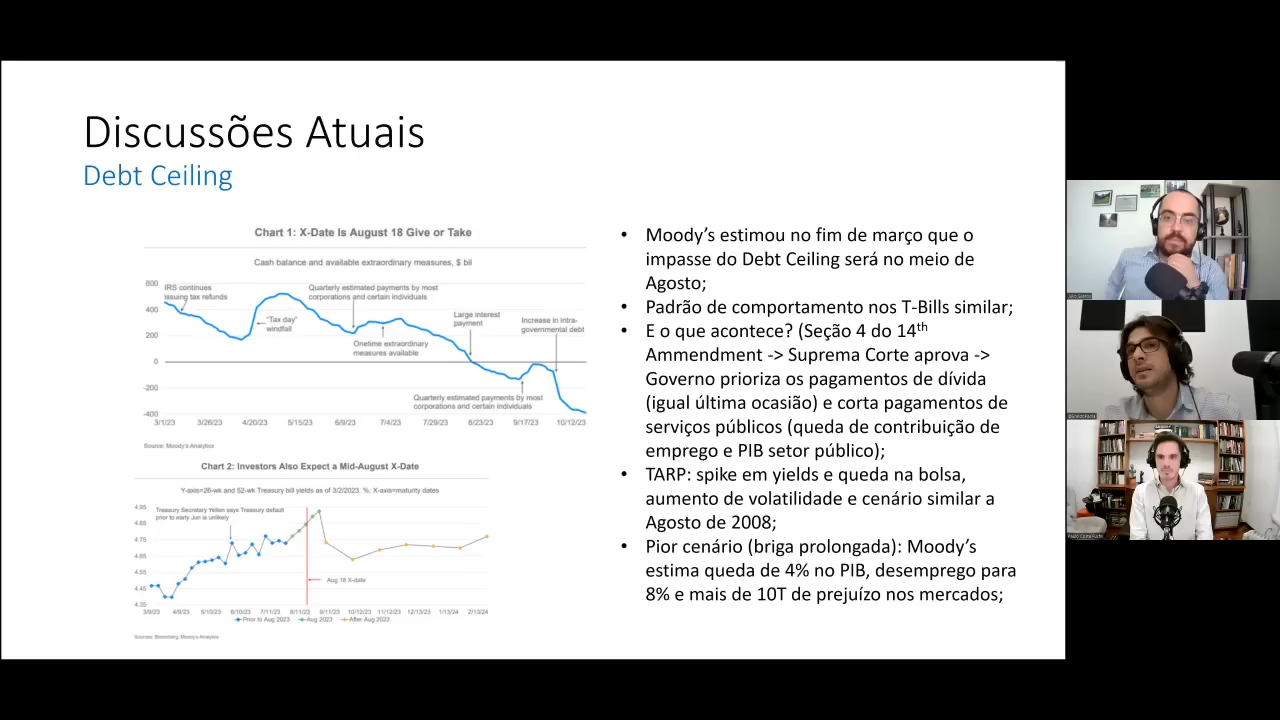 Discussões Atuais
Debt Ceiling
Chart 1: X-Date Is August 18 Give or Take
Cash balance and available extraordinary measures, $ bil
600
400
200
0
-200
-400
IRS continues
issuing tax refunds
"Tax day"
windfall
Quarterly estimated payments by most
corporations and certain individuals
Onetime extraordinary
measures available
Large interest
payment
Increase in intra-
governmental debt
Quarterly estimated payments by most
corporations and certain individuals
3/1/23 3/26/23 4/20/23 5/15/23 6/9/23 7/4/23 7/29/23 8/23/23 9/17/23 10/12/23
Source: Moody's Analytics
Chart 2: Investors Also Expect a Mid-August X-Date
Y-axis=26-wk and 52-wk Treasury bill yields as of 3/2/2023, %; X-axis=maturity dates
4.95
4.85
4.75
4.65
4.55
4.45
4.35
Treasury Secretary Yellen says Treasury default
prior to early Jun is unlikely
Aug 18 X-date
3/9/23 4/9/23 5/10/23 6/10/23 7/11/23 8/11/23 9/11/23 10/12/23 11/12/23 12/13/23 1/13/24 2/13/24
Prior to Aug 2023 Aug 2023 After Aug 2023
Sources: Bloomberg, Moody's Analytics
• Moody's estimou no fim de março que o
impasse do Debt Ceiling será no meio de
Agosto;
• Padrão de comportamento nos T-Bills similar;
• E o que acontece? (Seção 4 do 14th
Ammendment -> Suprema Corte aprova ->
Governo prioriza os pagamentos de dívida
(igual última ocasião) e corta pagamentos de
serviços públicos (queda de contribuição de
emprego e PIB setor público);
• TARP: spike em yields e queda na bolsa,
aumento de volatilidade e cenário similar a
Agosto de 2008;
• Pior cenário (briga prolongada): Moody's
estima queda de 4% no PIB, desemprego para
8% e mais de 10T de prejuízo nos mercados;